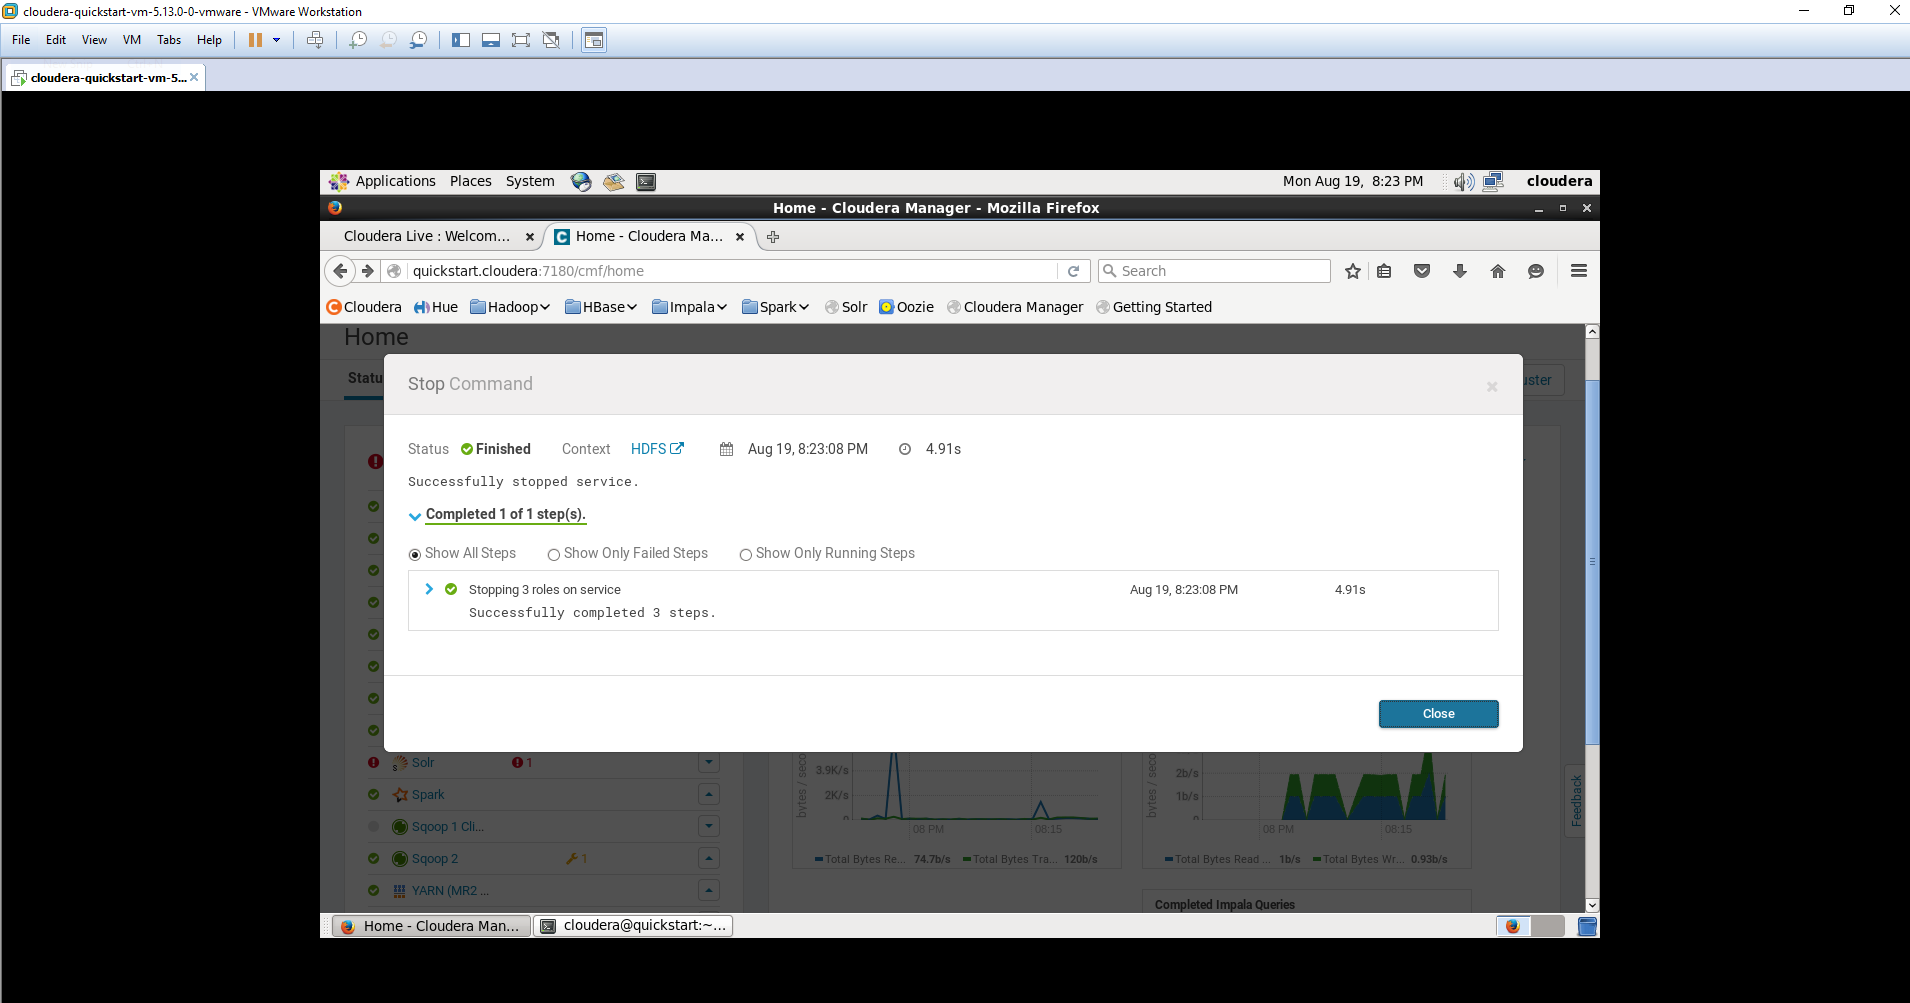 cloudera-quickstart-vm-5.13.0-0-vmware - VMware Workstation
File Edit View VM Tabs Help
cloudera-quickstart-vm-5...
Applications Places System Mon Aug 19, 8:23 PM cloudera
Home - Cloudera Manager - Mozilla Firefox
Cloudera Live : Welcom... Home - Cloudera Ma...
quickstart.cloudera:7180/cmf/home Search
Cloudera Hue Hadoop HBase Impala Spark Solr Oozie Cloudera Manager Getting Started
Home
Statu uster
Stop Command
Status Finished Context HDFS Aug 19, 8:23:08 PM 4.91s
Successfully stopped service.
Completed 1 of 1 step(s).
Show All Steps Show Only Failed Steps Show Only Running Steps
Stopping 3 roles on service Aug 19, 8:23:08 PM 4.91s
Successfully completed 3 steps.
Close
Solr 1
Spark
Sqoop 1 Cli...
Sqoop 2 1
YARN (MR2 ...
bytes / seco
3.9K/s
2K/s
0
08 PM 08:15
Total Bytes Re... 74.7b/s Total Bytes Tra... 120b/s
bytes / seco
2b/s
1b/s
0
08 PM 08:15
Total Bytes Read ... 1b/s Total Bytes Wr... 0.93b/s
Feedback
Completed Impala Queries
Home - Cloudera Man... cloudera@quickstart:~...